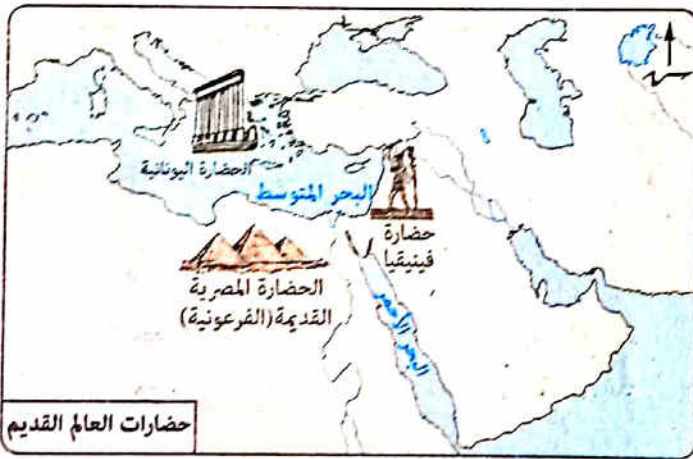 الحضارة اليونانية
البحر المتوسط
حضارة
فينيقيا
الحضارة المصرية
القديمة (الفرعونية)
البحر الأحمر
حضارات العالم القديم